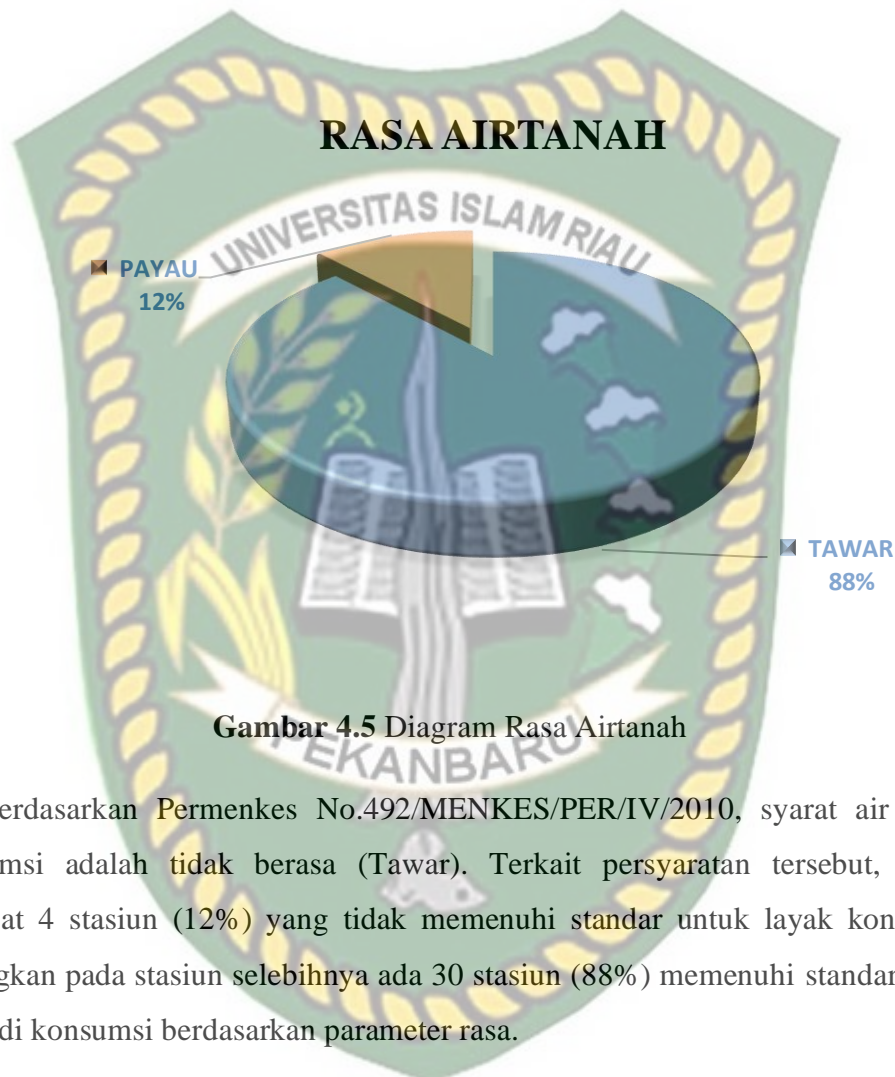 RASA AIRTANAH
UNIVERSITAS ISLAM RIAU
PAYAU
12%
TAWAR
88%
Gambar 4.5 Diagram Rasa Airtanah
PEKANBARU
erdasarkan Permenkes No.492/MENKES/PER/IV/2010, syarat air
umsi adalah tidak berasa (Tawar). Terkait persyaratan tersebut,
at 4 stasiun (12%) yang tidak memenuhi standar untuk layak kon
gkan pada stasiun selebihnya ada 30 stasiun (88%) memenuhi standar
di konsumsi berdasarkan parameter rasa.